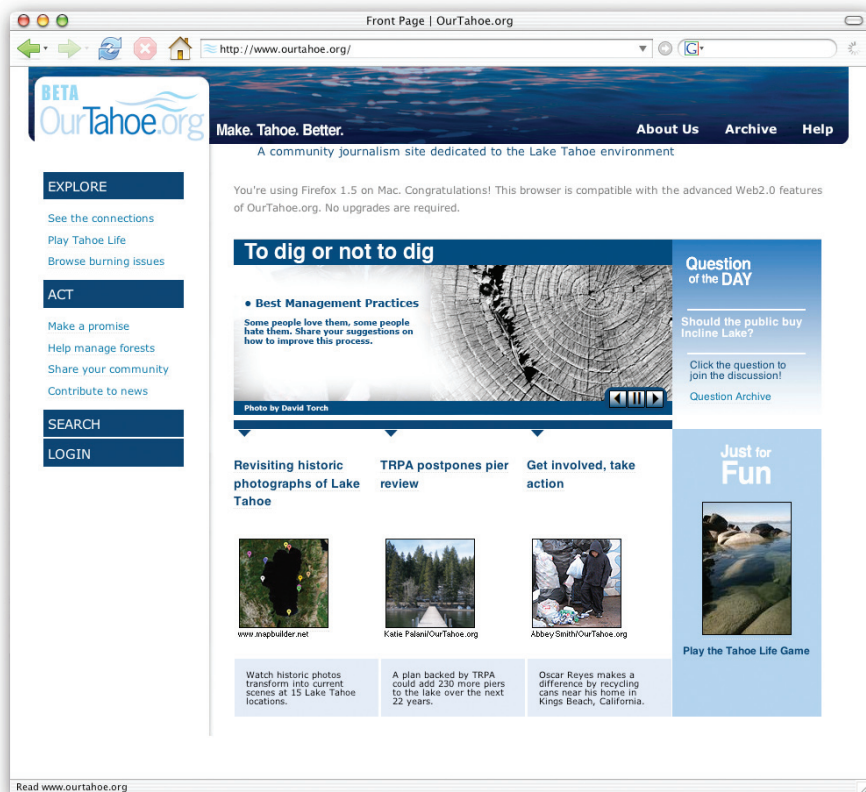 Front Page | OurTahoe.org
http://www.ourtahoe.org/
G
BETA
OurTahoe.org
Make. Tahoe. Better.
About Us Archive Help
A community journalism site dedicated to the Lake Tahoe environment
EXPLORE
See the connections
Play Tahoe Life
Browse burning issues
ACT
Make a promise
Help manage forests
Share your community
Contribute to news
SEARCH
LOGIN
You're using Firefox 1.5 on Mac. Congratulations! This browser is compatible with the advanced Web2.0 features
of OurTahoe.org. No upgrades are required.
To dig or not to dig
• Best Management Practices
Some people love them, some people
hate them. Share your suggestions on
how to improve this process.
Photo by David Torch
Question
of the DAY
Should the public buy
Incline Lake?
Click the question to
join the discussion!
Question Archive
Revisiting historic
photographs of Lake
Tahoe
www.mapbuilder.net
Watch historic photos
transform into current
scenes at 15 Lake Tahoe
locations.
TRPA postpones pier
review
Katie Palani/OurTahoe.org
A plan backed by TRPA
could add 230 more piers
to the lake over the next
22 years.
Get involved, take
action
Abbey Smith/OurTahoe.org
Oscar Reyes makes a
difference by recycling
cans near his home in
Kings Beach, California.
Just for
Fun
Play the Tahoe Life Game
Read www.ourtahoe.org